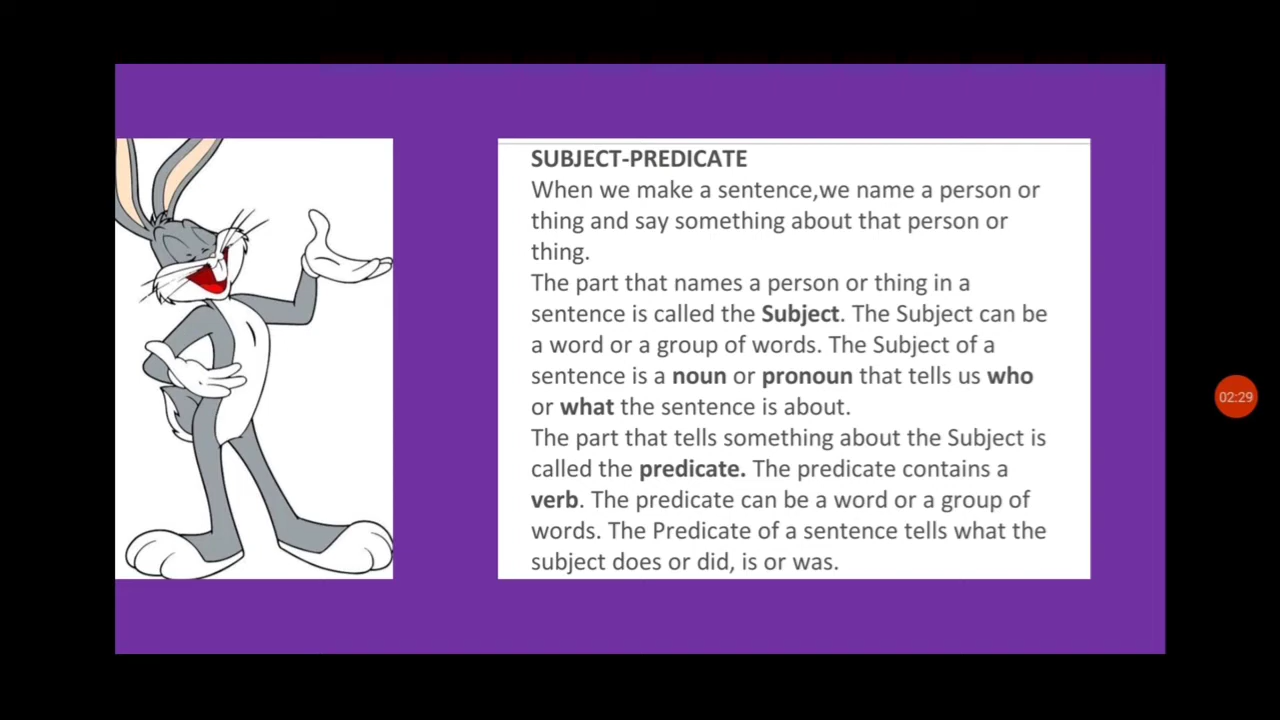 SUBJECT-PREDICATE
When we make a sentence,we name a person or
thing and say something about that person or
thing.
The part that names a person or thing in a
sentence is called the Subject. The Subject can be
a word or a group of words. The Subject of a
sentence is a noun or pronoun that tells us who
or what the sentence is about.
The part that tells something about the Subject is
called the predicate. The predicate contains a
verb. The predicate can be a word or a group of
words. The Predicate of a sentence tells what the
subject does or did, is or was.
02:29